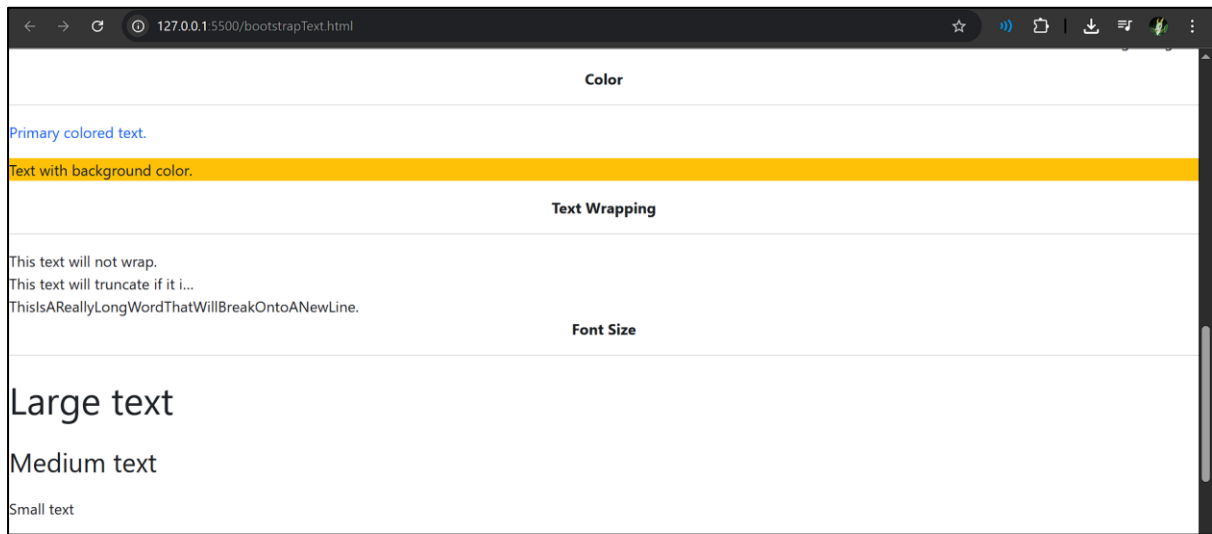 127.0.0.1:5500/bootstrapText.html
Color
Primary colored text.
Text with background color.
Text Wrapping
This text will not wrap.
This text will truncate if it i...
ThisIsAReallyLongWordThatWillBreakOntoANewLine.
Font Size
Large text
Medium text
Small text